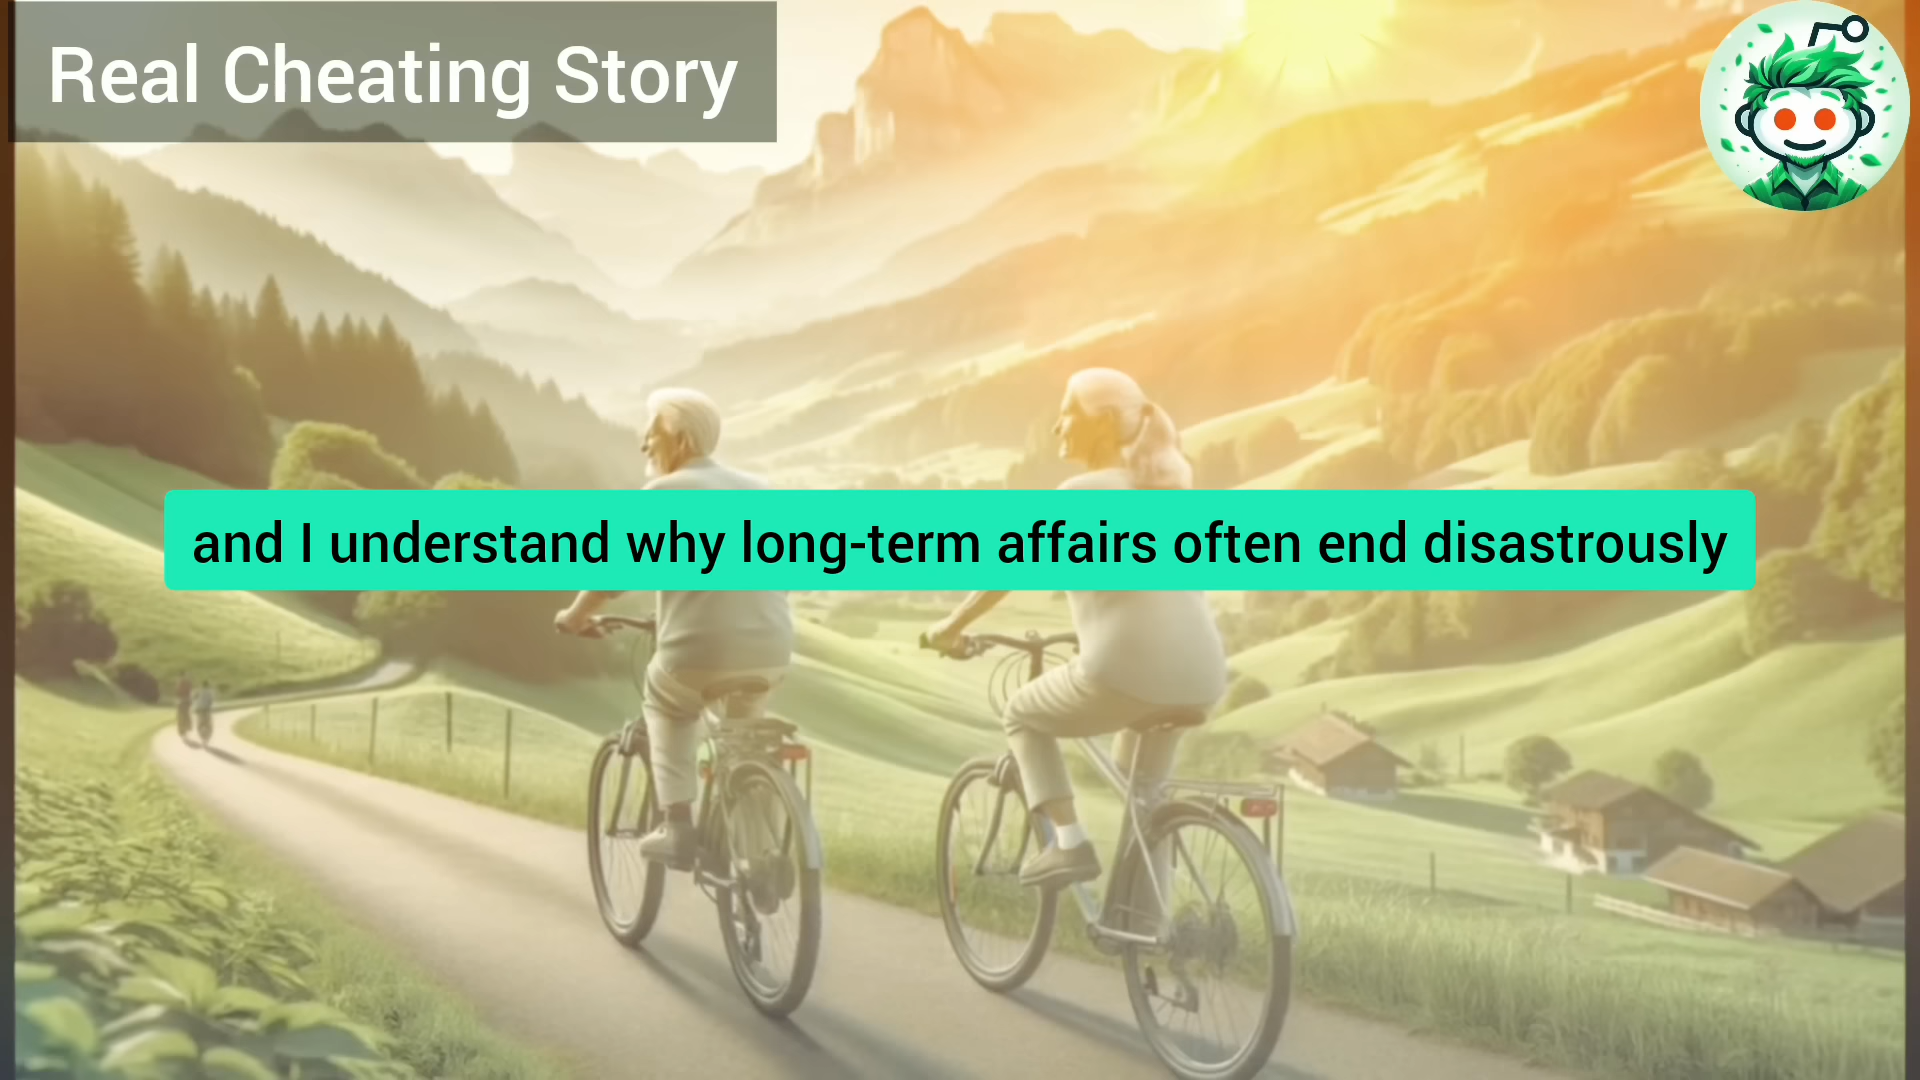 Real Cheating Story
and I understand why long-term affairs often end disastrously